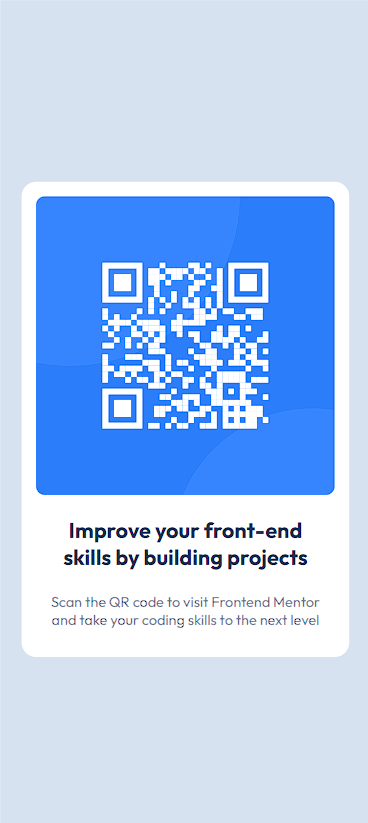 Improve your front-end
skills by building projects
Scan the QR code to visit Frontend Mentor
and take your coding skills to the next level